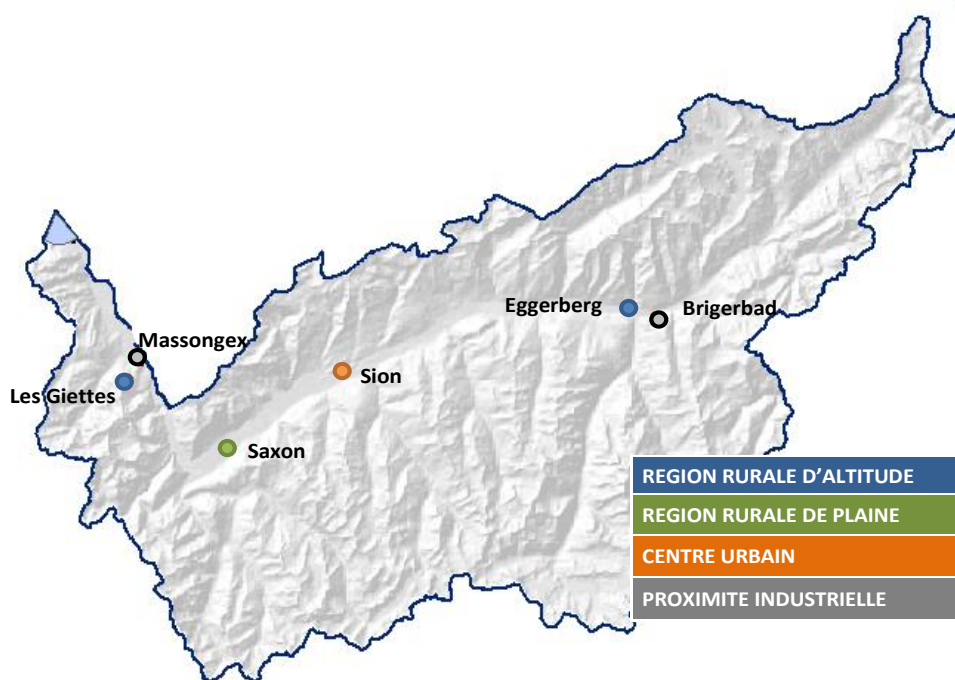 Eggerberg
Brigerbad
Massongex
Sion
Les Giettes
Saxon
REGION RURALE D'ALTITUDE
REGION RURALE DE PLAINE
CENTRE URBAIN
PROXIMITE INDUSTRIELLE